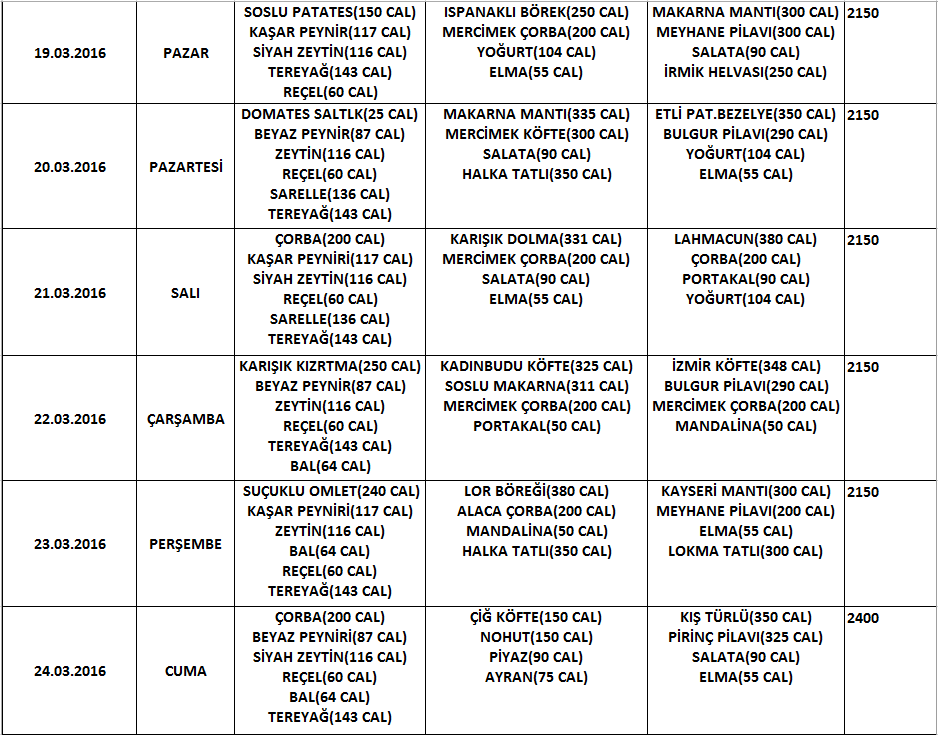 19.03.2016
PAZAR
SOSLU PATATES(150 CAL)
KAŞAR PEYNİR(117 CAL)
SİYAH ZEYTİN(116 CAL)
TEREYAĞ(143 CAL)
REÇEL(60 CAL)
ISPANAKLI BÖREK(250 CAL)
MERCİMEK ÇORBA(200 CAL)
YOĞURT(104 CAL)
ELMA(55 CAL)
MAKARNA MANTI(300 CAL)
MEYHANE PİLAVI(300 CAL)
SALATA(90 CAL)
İRMİK HELVASI(250 CAL)
2150
20.03.2016
PAZARTESİ
DOMATES SALTLK(25 CAL)
BEYAZ PEYNİR(87 CAL)
ZEYTİN(116 CAL)
REÇEL(60 CAL)
SARELLE(136 CAL)
TEREYAĞ(143 CAL)
MAKARNA MANTI(335 CAL)
MERCİMEK KÖFTE(300 CAL)
SALATA(90 CAL)
HALKA TATLI(350 CAL)
ETLİ PAT.BEZELYE(350 CAL)
BULGUR PİLAVI(290 CAL)
YOĞURT(104 CAL)
ELMA(55 CAL)
2150
21.03.2016
SALI
ÇORBA(200 CAL)
KAŞAR PEYNİRİ(117 CAL)
SİYAH ZEYTİN(116 CAL)
REÇEL(60 CAL)
SARELLE(136 CAL)
TEREYAĞ(143 CAL)
KARIŞIK DOLMA(331 CAL)
MERCİMEK ÇORBA(200 CAL)
SALATA(90 CAL)
ELMA(55 CAL)
LAHMACUN(380 CAL)
ÇORBA(200 CAL)
PORTAKAL(90 CAL)
YOĞURT(104 CAL)
2150
22.03.2016
ÇARŞAMBA
KARIŞIK KIZRTMA(250 CAL)
BEYAZ PEYNİR(87 CAL)
ZEYTİN(116 CAL)
REÇEL(60 CAL)
TEREYAĞ(143 CAL)
BAL(64 CAL)
KADINBUDU KÖFTE(325 CAL)
SOSLU MAKARNA(311 CAL)
MERCİMEK ÇORBA(200 CAL)
PORTAKAL(50 CAL)
İZMİR KÖFTE(348 CAL)
BULGUR PİLAVI(290 CAL)
MERCİMEK ÇORBA(200 CAL)
MANDALİNA(50 CAL)
2150
23.03.2016
PERŞEMBE
SUÇUKLU OMLET(240 CAL)
KAŞAR PEYNİRİ(117 CAL)
ZEYTİN(116 CAL)
BAL(64 CAL)
REÇEL(60 CAL)
TEREYAĞ(143 CAL)
LOR BÖREĞİ(380 CAL)
ALACA ÇORBA(200 CAL)
MANDALİNA(50 CAL)
HALKA TATLI(350 CAL)
KAYSERİ MANTI(300 CAL)
MEYHANE PİLAVI(200 CAL)
ELMA(55 CAL)
LOKMA TATLI(300 CAL)
2150
24.03.2016
CUMA
ÇORBA(200 CAL)
BEYAZ PEYNİRİ(87 CAL)
SİYAH ZEYTİN(116 CAL)
REÇEL(60 CAL)
BAL(64 CAL)
TEREYAĞ(143 CAL)
ÇİĞ KÖFTE(150 CAL)
NOHUT(150 CAL)
PİYAZ(90 CAL)
AYRAN(75 CAL)
KIŞ TÜRLÜ(350 CAL)
PİRİNÇ PİLAVI(325 CAL)
SALATA(90 CAL)
ELMA(55 CAL)
2400